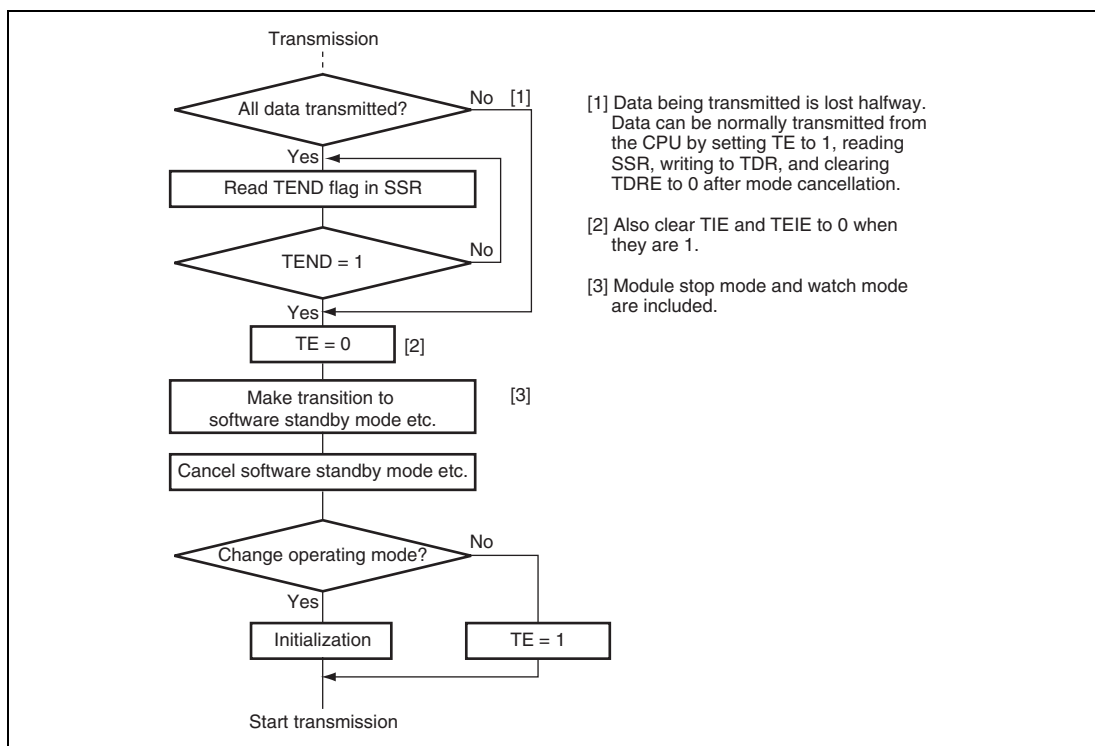 Transmission
All data transmitted?
No
[1]
Yes
Read TEND flag in SSR
TEND = 1
No
Yes
TE = 0
[2]
Make transition to
software standby mode etc.
[3]
Cancel software standby mode etc.
Change operating mode?
No
Yes
Initialization
TE = 1
Start transmission
[1] Data being transmitted is lost halfway.
Data can be normally transmitted from
the CPU by setting TE to 1, reading
SSR, writing to TDR, and clearing
TDRE to 0 after mode cancellation.
[2] Also clear TIE and TEIE to 0 when
they are 1.
[3] Module stop mode and watch mode
are included.